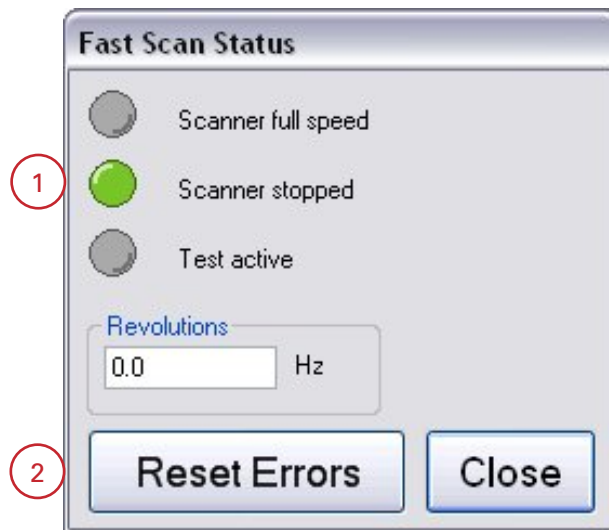 Fast Scan Status
Scanner full speed
1
Scanner stopped
Test active
Revolutions
0.0 Hz
2
Reset Errors Close